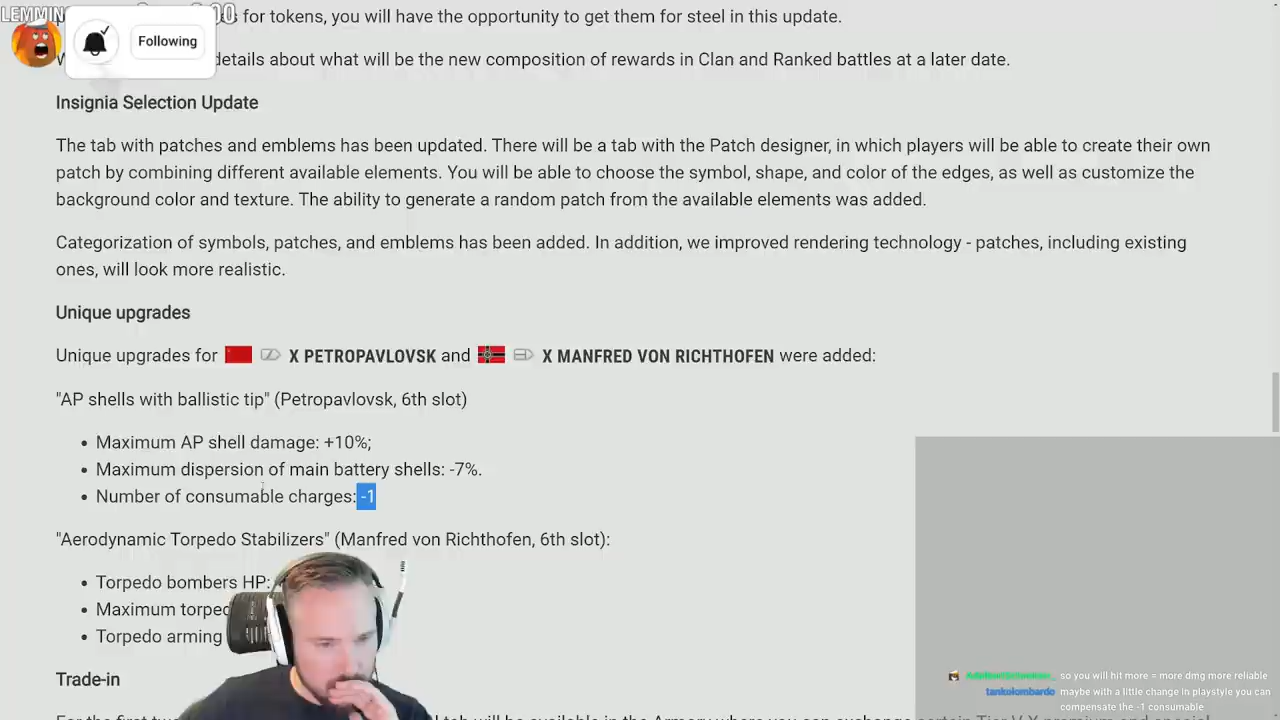 LEMMIN
s for tokens, you will have the opportunity to get them for steel in this update.
Following
details about what will be the new composition of rewards in Clan and Ranked battles at a later date.
Insignia Selection Update
The tab with patches and emblems has been updated. There will be a tab with the Patch designer, in which players will be able to create their own
patch by combining different available elements. You will be able to choose the symbol, shape, and color of the edges, as well as customize the
background color and texture. The ability to generate a random patch from the available elements was added.
Categorization of symbols, patches, and emblems has been added. In addition, we improved rendering technology - patches, including existing
ones, will look more realistic.
Unique upgrades
Unique upgrades for X PETROPAVLOVSK and X MANFRED VON RICHTHOFEN were added:
"AP shells with ballistic tip" (Petropavlovsk, 6th slot)
• Maximum AP shell damage: +10%;
• Maximum dispersion of main battery shells: -7%.
• Number of consumable charges: -1
"Aerodynamic Torpedo Stabilizers" (Manfred von Richthofen, 6th slot):
• Torpedo bombers HP:
• Maximum torped
• Torpedo arming
so you will hit more = more dmg more reliable
tankolombardo maybe with a little change in playstyle you can
compensate the -1 consumable
Trade-in